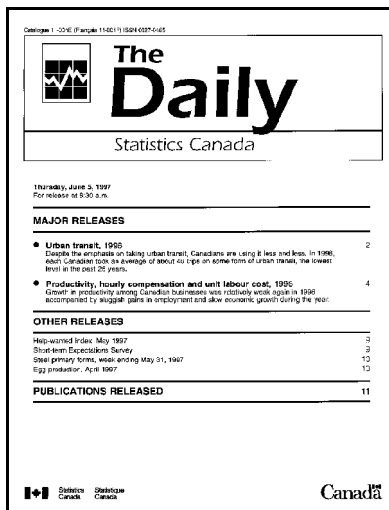 Catalogue 11-001E (Français 11-001F) ISSN 0827-0465
The
Daily
Statistics Canada
Thursday, June 5, 1997
For release at 8:30 a.m.
MAJOR RELEASES
● Urban transit, 1996 2
Despite the emphasis on taking urban transit, Canadians are using it less and less. In 1996,
each Canadian took an average of about 48 trips on some form of urban transit, the lowest
level in the past 25 years.
● Productivity, hourly compensation and unit labour cost, 1996 4
Growth in productivity among Canadian businesses was relatively weak again in 1996
accompanied by sluggish gains in employment and slow economic growth during the year.
OTHER RELEASES
Help-wanted Index, May 1997 9
Short-term Expectations Survey 9
Steel primary forms, week ending May 31, 1997 10
Egg production, April 1997 10
PUBLICATIONS RELEASED 11
Statistics Statistique
Canada Canada
Canada